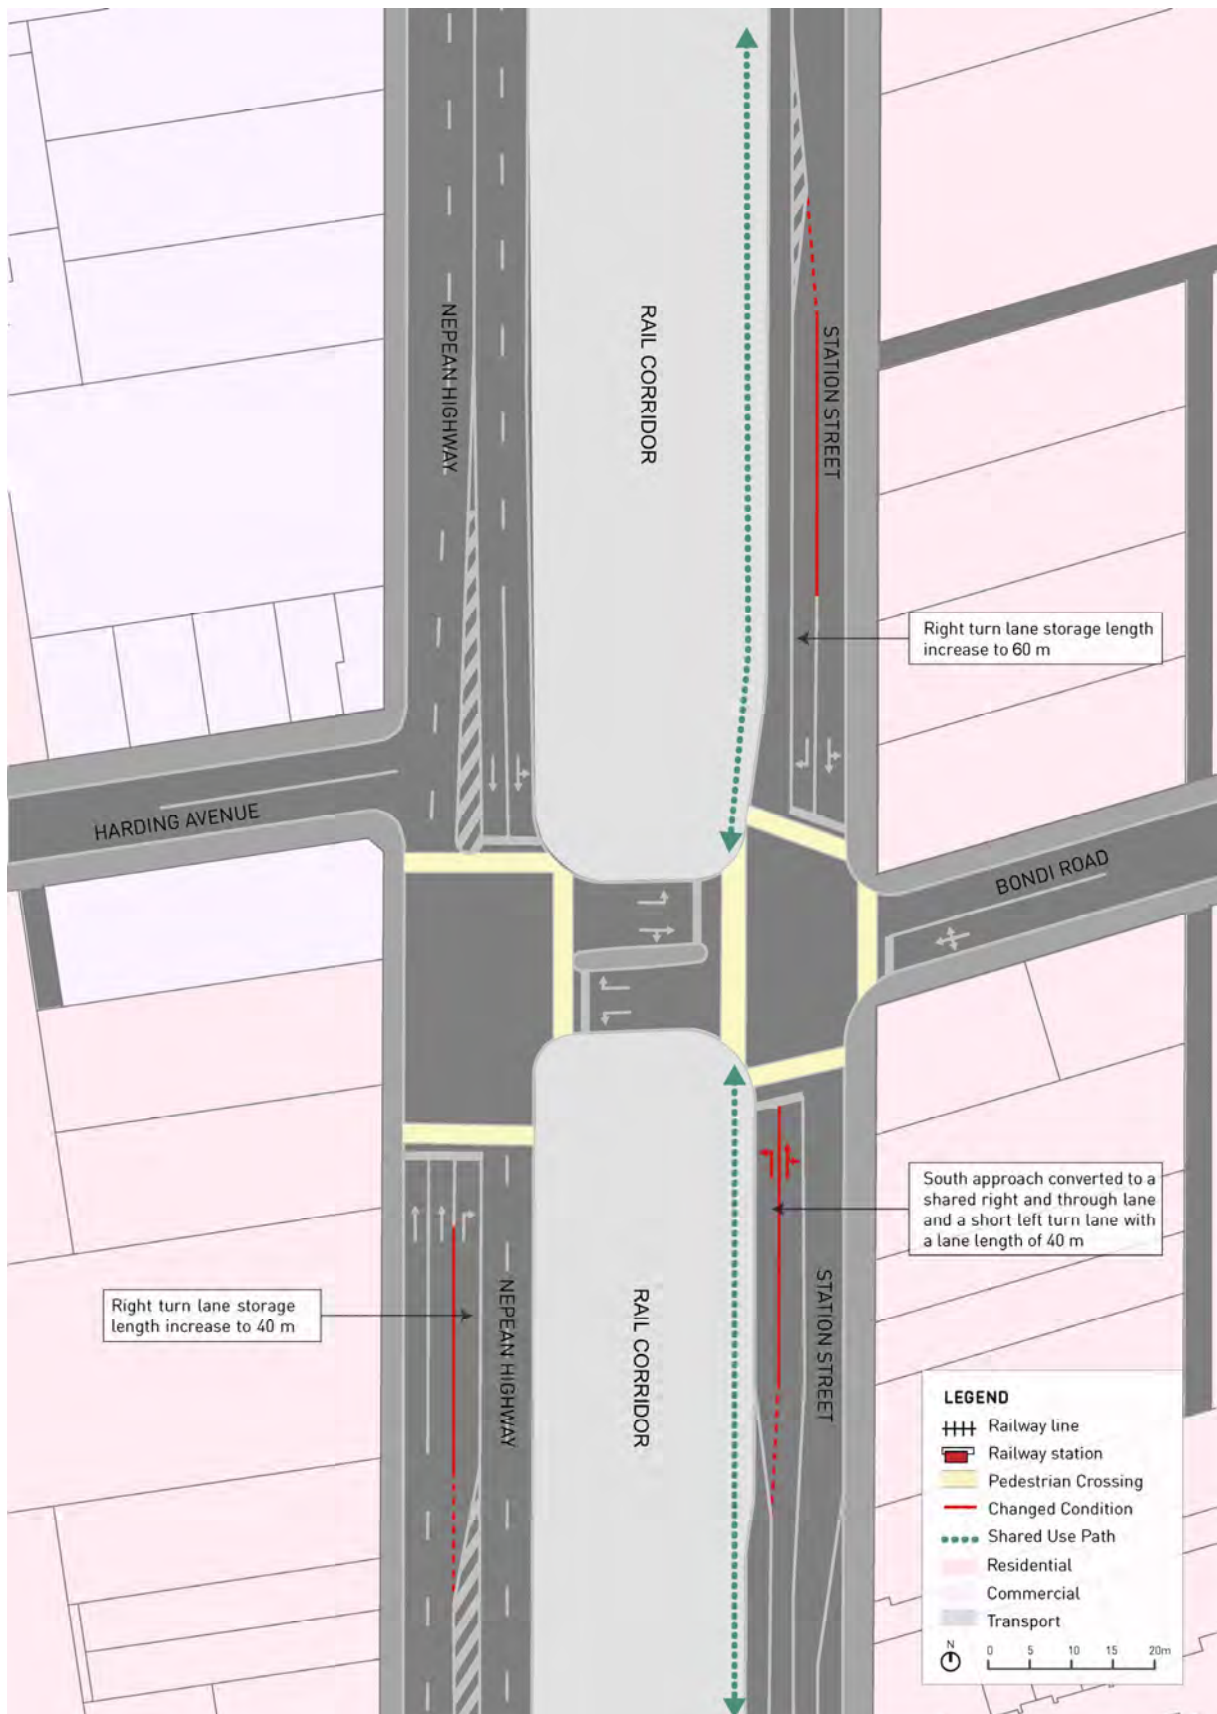 NEPEAN HIGHWAY
RAIL CORRIDOR
STATION STREET
Right turn lane storage length
increase to 60 m
HARDING AVENUE
BONDI ROAD
South approach converted to a
shared right and through lane
and a short left turn lane with
a lane length of 40 m
Right turn lane storage
length increase to 40 m
NEPEAN HIGHWAY
RAIL CORRIDOR
STATION STREET
LEGEND
Railway line
Railway station
Pedestrian Crossing
Changed Condition
Shared Use Path
Residential
Commercial
Transport
N
0 5 10 15 20m